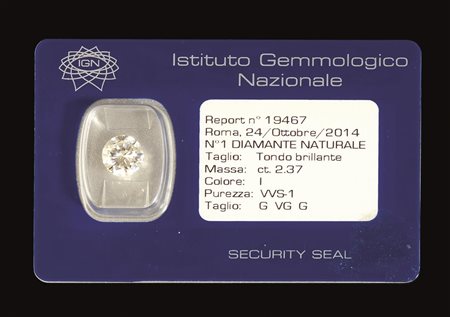 IGN
Istituto Gemmologico
Nazionale
Report n° 19467
Roma, 24/Ottobre/2014
N°1 DIAMANTE NATURALE
Taglio: Tondo brillante
Massa: ct. 2.37
Colore: I
Purezza: VVS-1
Taglio: G VG G
SECURITY SEAL